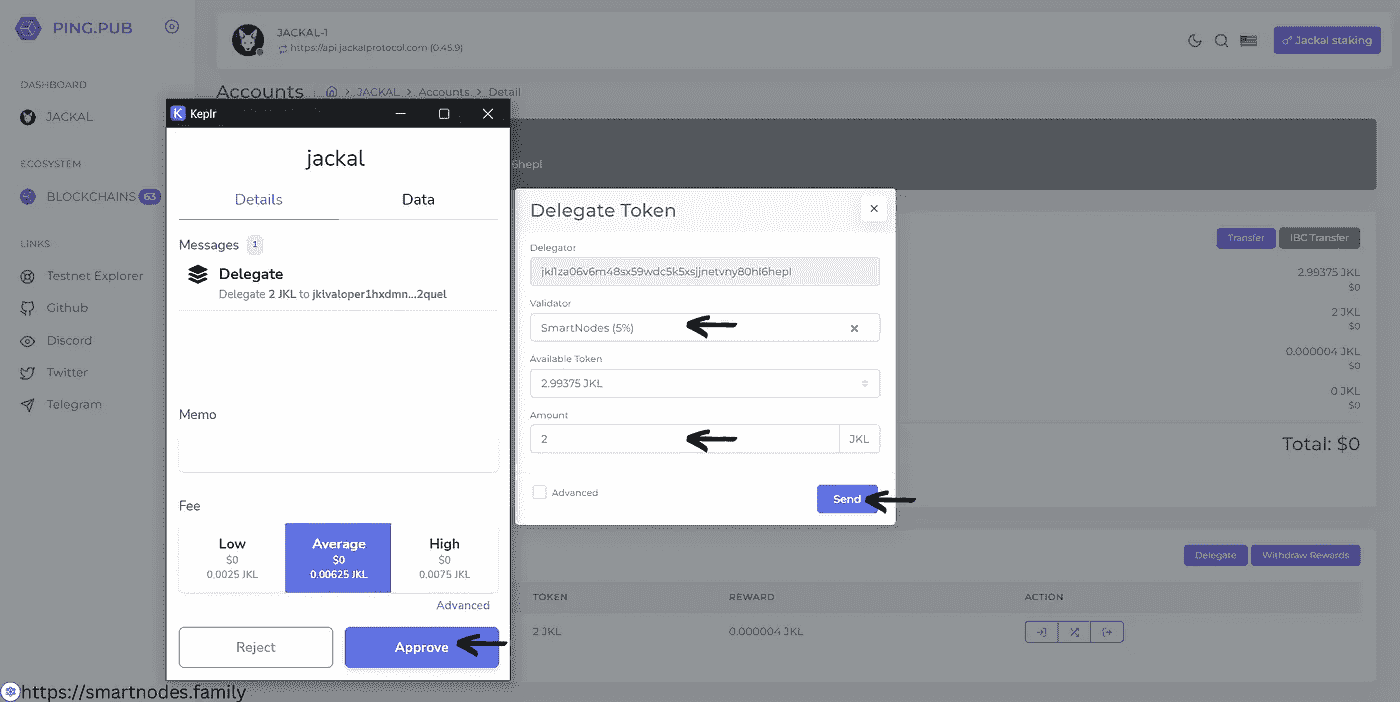 PING.PUB
DASHBOARD
JACKAL
ECOSYSTEM
BLOCKCHAINS 63
LINKS
Testnet Explorer
Github
Discord
Twitter
Telegram
JACKAL-1
https://api.jackalprotocol.com (0.45.9)
Jackal staking
Accounts
JACKAL > Accounts > Detail
6hepl
Keplr
jackal
Details Data
Messages 1
Delegate
Delegate 2 JKL to jklvaloper1hxdmn...2quel
Memo
Fee
Low Average High
$0 $0 $0
0.0025 JKL 0.00625 JKL 0.0075 JKL
Advanced
Reject Approve
Delegate Token
Delegator
jkl1za06v6m48sx59wdc5k5xsjjnetvny80hl6hepl
Validator
SmartNodes (5%)
Available Token
2.99375 JKL
Amount
2 JKL
Advanced Send
Transfer IBC Transfer
2.99375 JKL
$0
2 JKL
$0
0.000004 JKL
$0
0 JKL
$0
Total: $0
Delegate Withdraw Rewards
TOKEN REWARD ACTION
2 JKL 0.000004 JKL
https://smartnodes.family